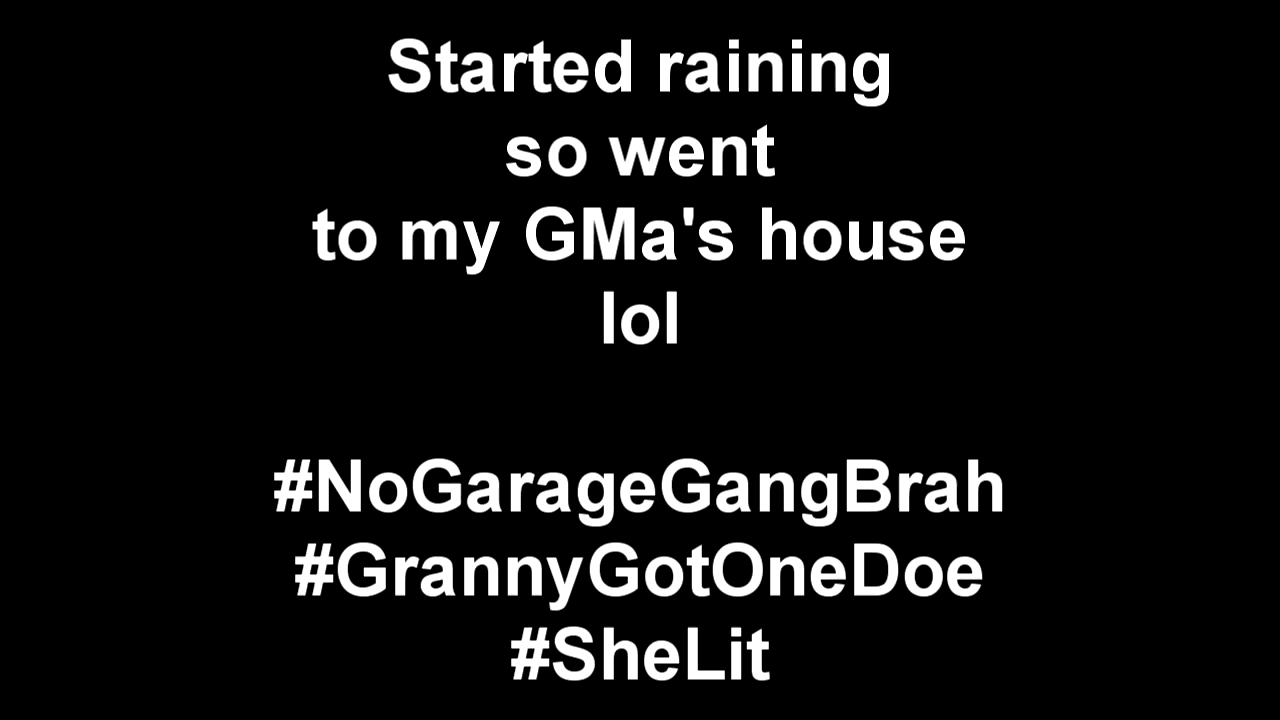 Started raining
so went
to my GMa's house
lol
#NoGarageGangBrah
#GrannyGotOneDoe
#SheLit